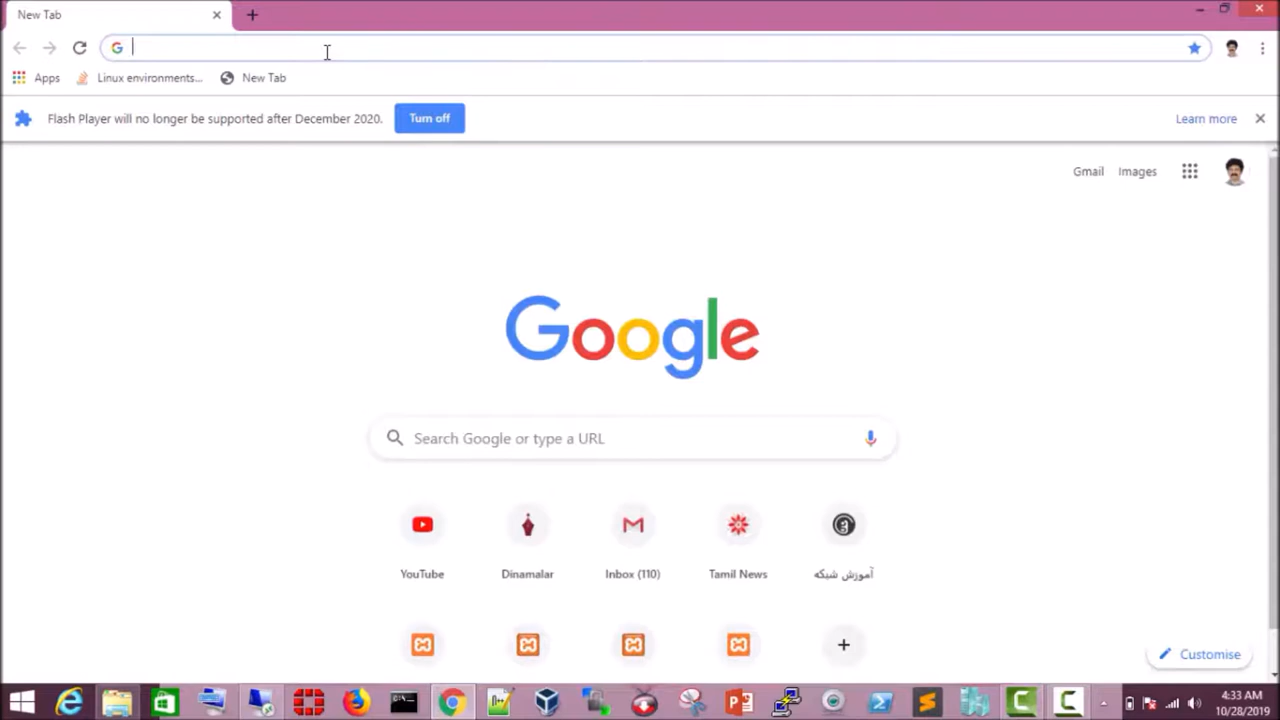 New Tab
Apps
Linux environments...
New Tab
Flash Player will no longer be supported after December 2020.
Turn off
Learn more
Gmail
Images
Google
Search Google or type a URL
YouTube
Dinamalar
Inbox (110)
Tamil News
آموزش شبکه
Customise
4:33 AM
10/28/2019